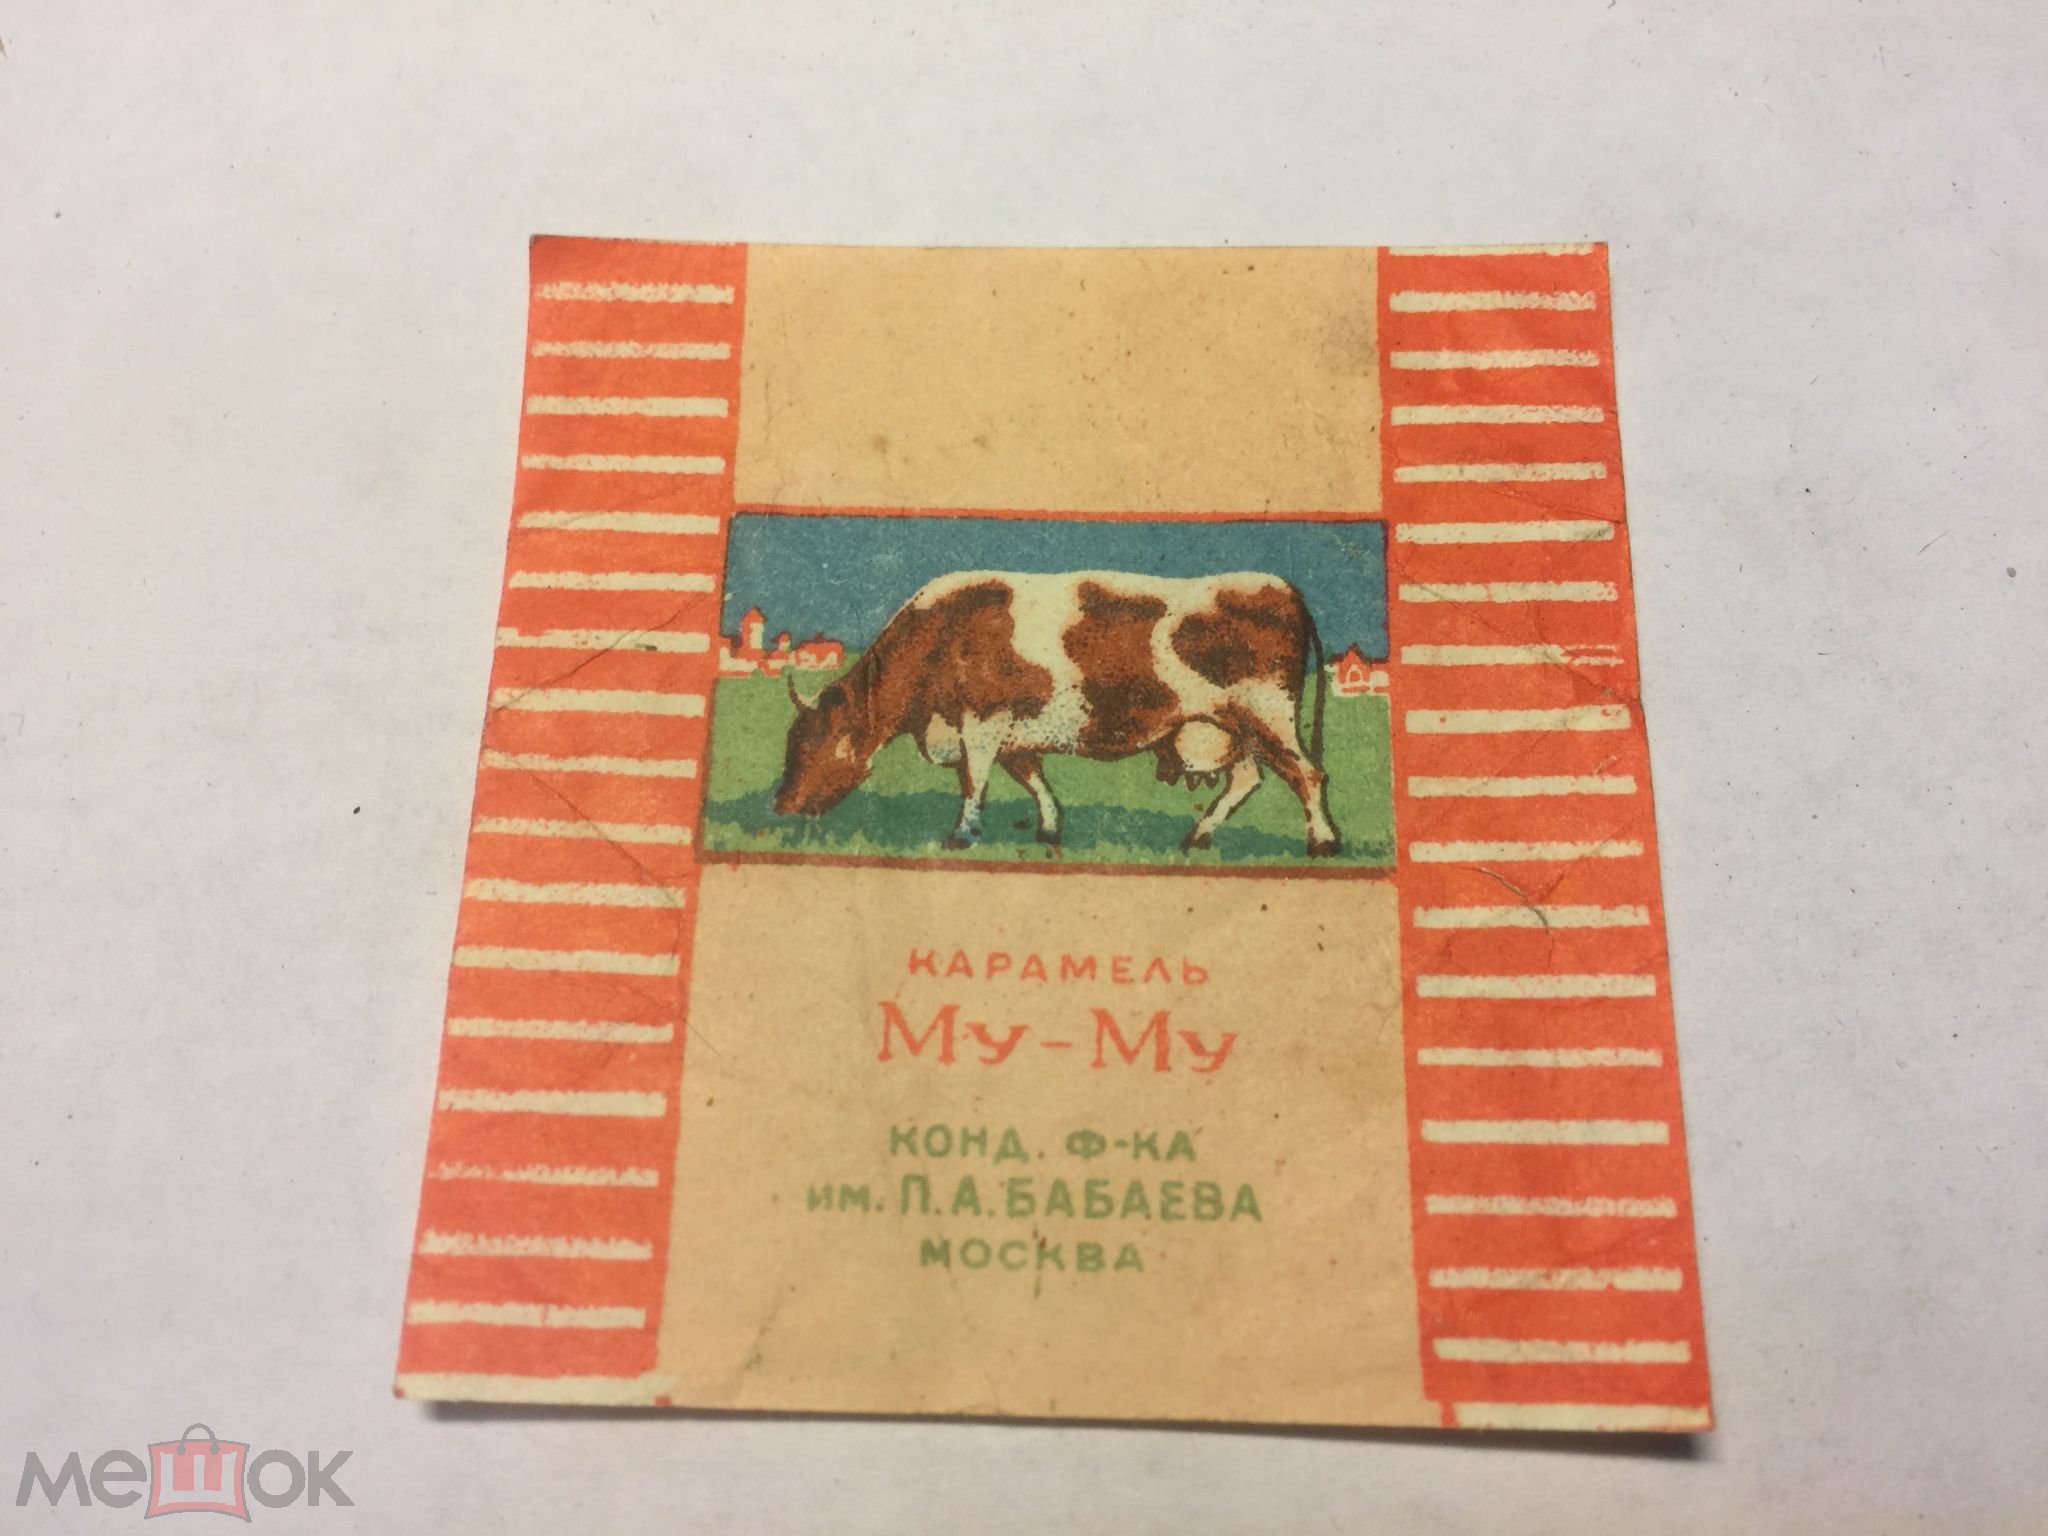 КАРАМЕЛЬ
Му-Му
КОНД. Ф-КА
им. П. А. БАБАЕВА
МОСКВА
мешок